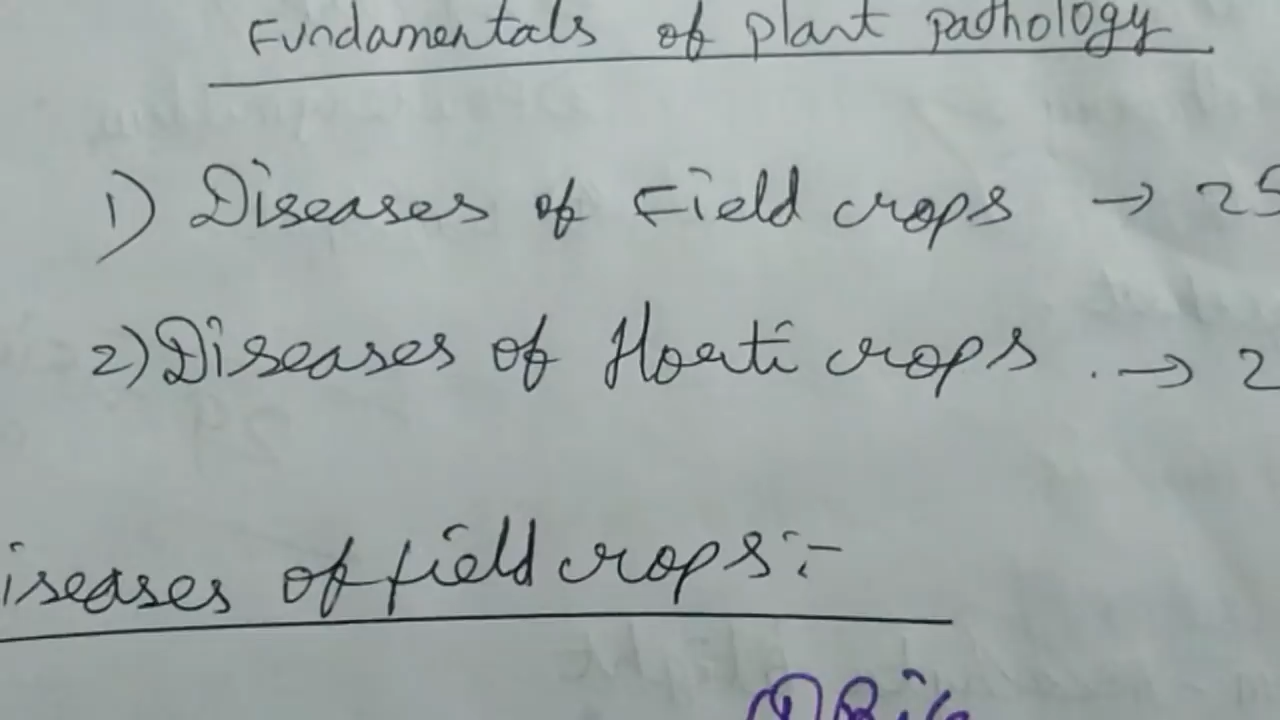 Fundamentals of plant pathology
1) Diseases of Field crops → 25
2) Diseases of Horti crops . → 2
iseases of field crops:-